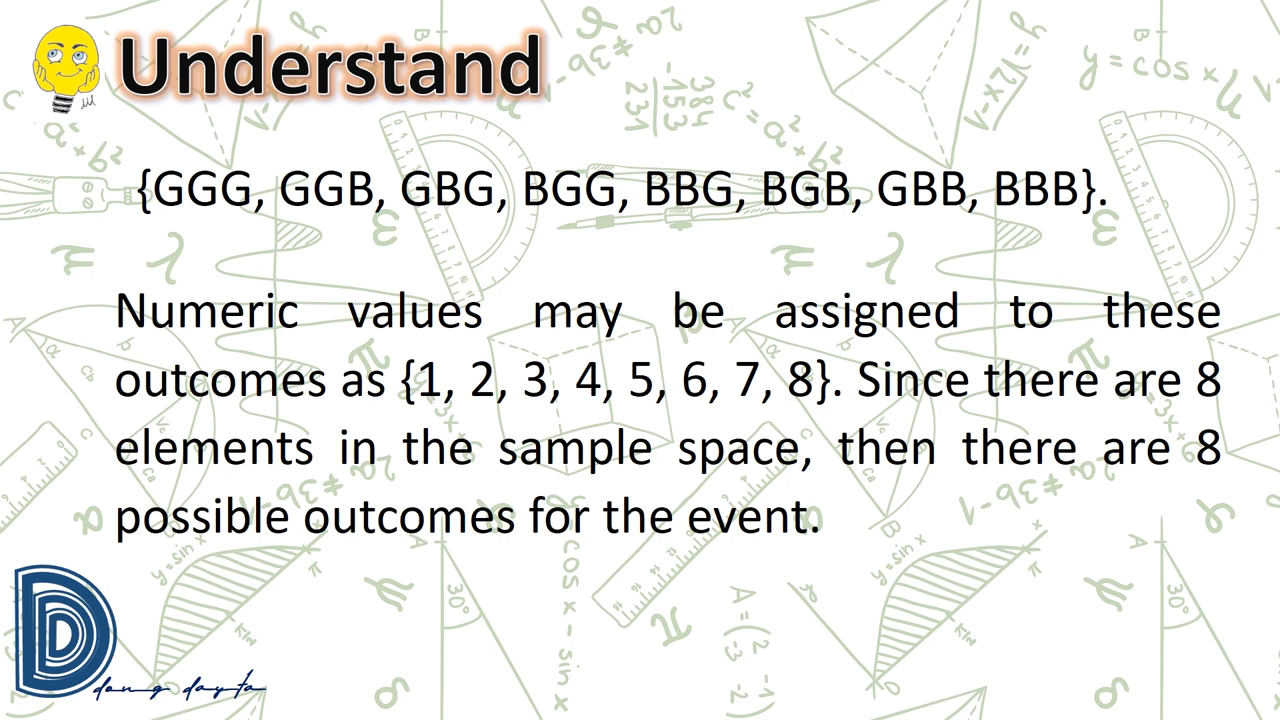 Understand
{GGG, GGB, GBG, BGG, BBG, BGB, GBB, BBB}.
Numeric values may be assigned to these
outcomes as {1, 2, 3, 4, 5, 6, 7, 8}. Since there are 8
elements in the sample space, then there are 8
possible outcomes for the event.
D
dang dayta